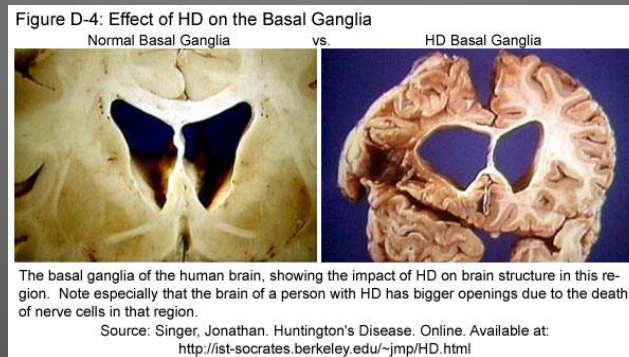 Figure D-4: Effect of HD on the Basal Ganglia
Normal Basal Ganglia vs. HD Basal Ganglia
The basal ganglia of the human brain, showing the impact of HD on brain structure in this re-
gion. Note especially that the brain of a person with HD has bigger openings due to the death
of nerve cells in that region.
Source: Singer, Jonathan. Huntington's Disease. Online. Available at:
http://ist-socrates.berkeley.edu/~jmp/HD.html